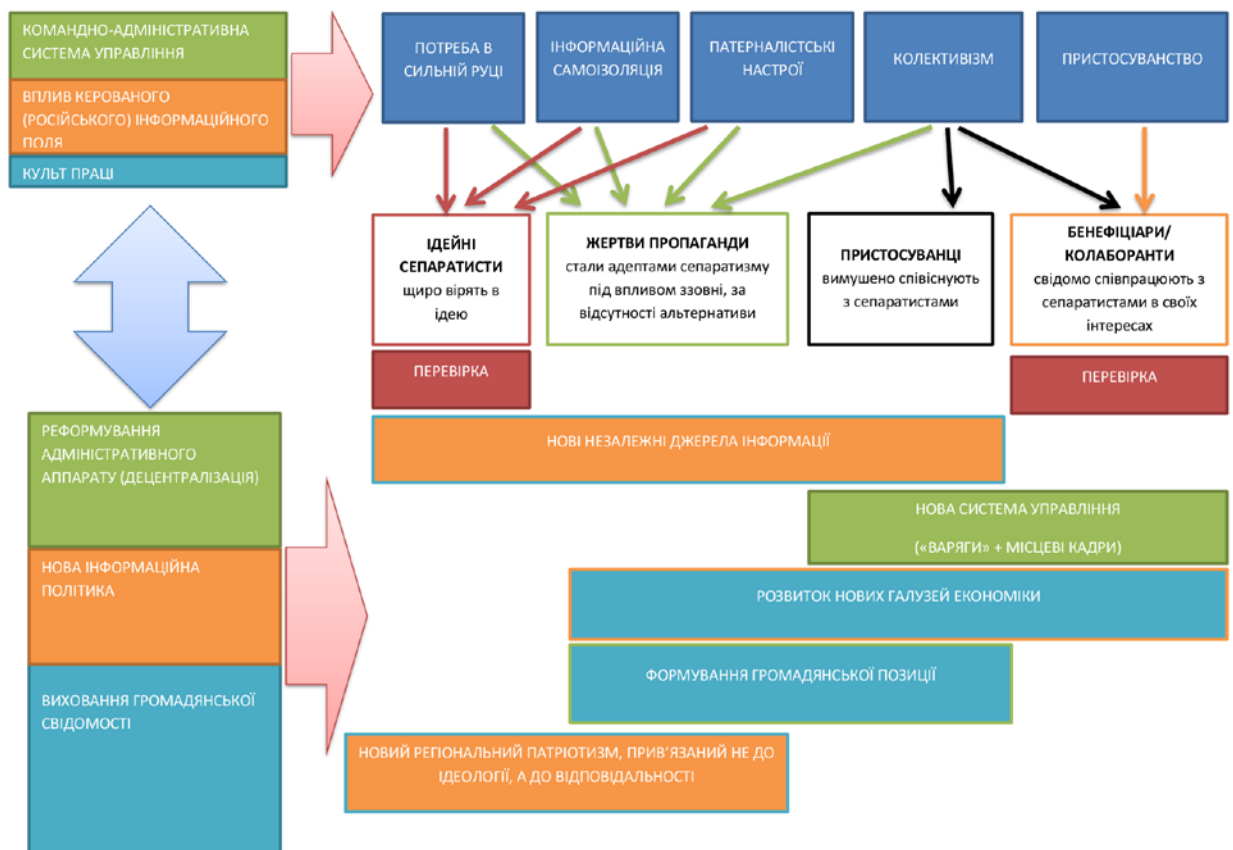 КОМАНДНО-АДМІНІСТРАТИВНА
СИСТЕМА УПРАВЛІННЯ
ВПЛИВ КЕРОВАНОГО
(РОСІЙСЬКОГО) ІНФОРМАЦІЙНОГО
ПОЛЯ
КУЛЬТ ПРАЦІ
ПОТРЕБА В
СИЛЬНІЙ РУЦІ
ІНФОРМАЦІЙНА
САМОІЗОЛЯЦІЯ
ПАТЕРНАЛІСТСЬКІ
НАСТРОЇ
КОЛЕКТИВІЗМ
ПРИСТОСУВАНСТВО
ІДЕЙНІ
СЕПАРАТИСТИ
щиро вірять в
ідею
ЖЕРТВИ ПРОПАГАНДИ
стали адептами сепаратизму
під впливом ззовні, за
відсутності альтернативи
ПРИСТОСУВАНЦІ
вимушено співіснують
з сепаратистами
БЕНЕФІЦІАРИ/
КОЛАБОРАНТИ
свідомо співпрацюють з
сепаратистами в своїх
інтересах
ПЕРЕВІРКА
ПЕРЕВІРКА
РЕФОРМУВАННЯ
АДМІНІСТРАТИВНОГО
АППАРАТУ (ДЕЦЕНТРАЛІЗАЦІЯ)
НОВА ІНФОРМАЦІЙНА
ПОЛІТИКА
ВИХОВАННЯ ГРОМАДЯНСЬКОЇ
СВІДОМОСТІ
НОВІ НЕЗАЛЕЖНІ ДЖЕРЕЛА ІНФОРМАЦІЇ
НОВА СИСТЕМА УПРАВЛІННЯ
(«ВАРЯГИ» + МІСЦЕВІ КАДРИ)
РОЗВИТОК НОВИХ ГАЛУЗЕЙ ЕКОНОМІКИ
ФОРМУВАННЯ ГРОМАДЯНСЬКОЇ ПОЗИЦІЇ
НОВИЙ РЕГІОНАЛЬНИЙ ПАТРІОТИЗМ, ПРИВ'ЯЗАНИЙ НЕ ДО
ІДЕОЛОГІЇ, А ДО ВІДПОВІДАЛЬНОСТІ